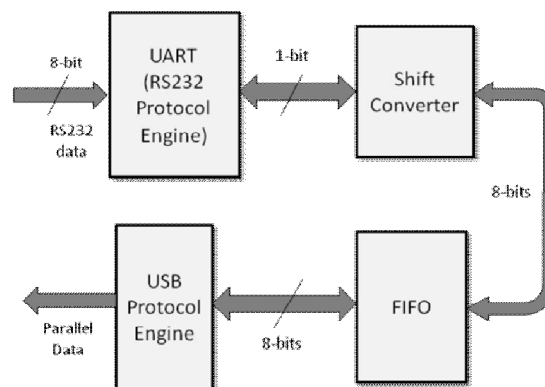 8-bit
RS232
data
UART
(RS232
Protocol
Engine)
1-bit
Shift
Converter
8-bits
Parallel
Data
USB
Protocol
Engine
8-bits
FIFO